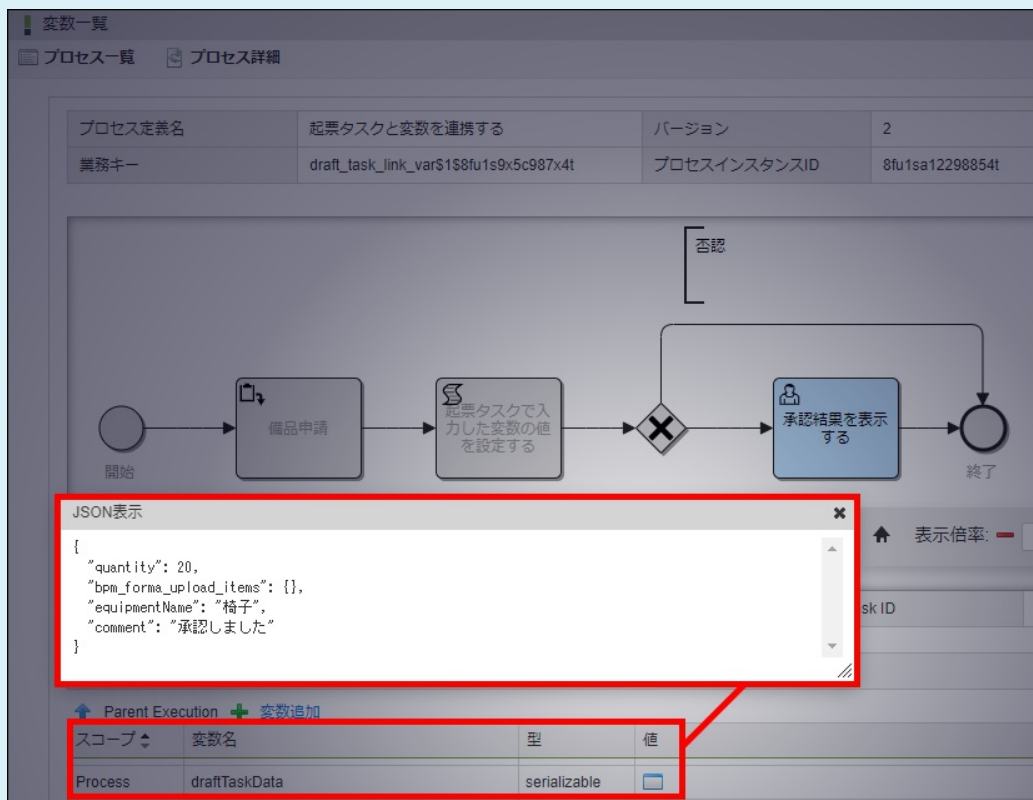 変数一覧
プロセス一覧 プロセス詳細
プロセス定義名 起票タスクと変数を連携する バージョン 2
業務キー draft_task_link_var$1$8fu1s9x5c987x4t プロセスインスタンスID 8fu1sa12298854t
否認
備品申請
起票タスクで入
力した変数の値
を設定する
承認結果を表示
する
開始
終了
JSON表示
表示倍率:
{
"quantity": 20,
"bpm_forma_upload_items": {},
"equipmentName": "椅子",
"comment": "承認しました"
}
sk ID
Parent Execution 変数追加
スコープ 変数名 型 値
Process draftTaskData serializable